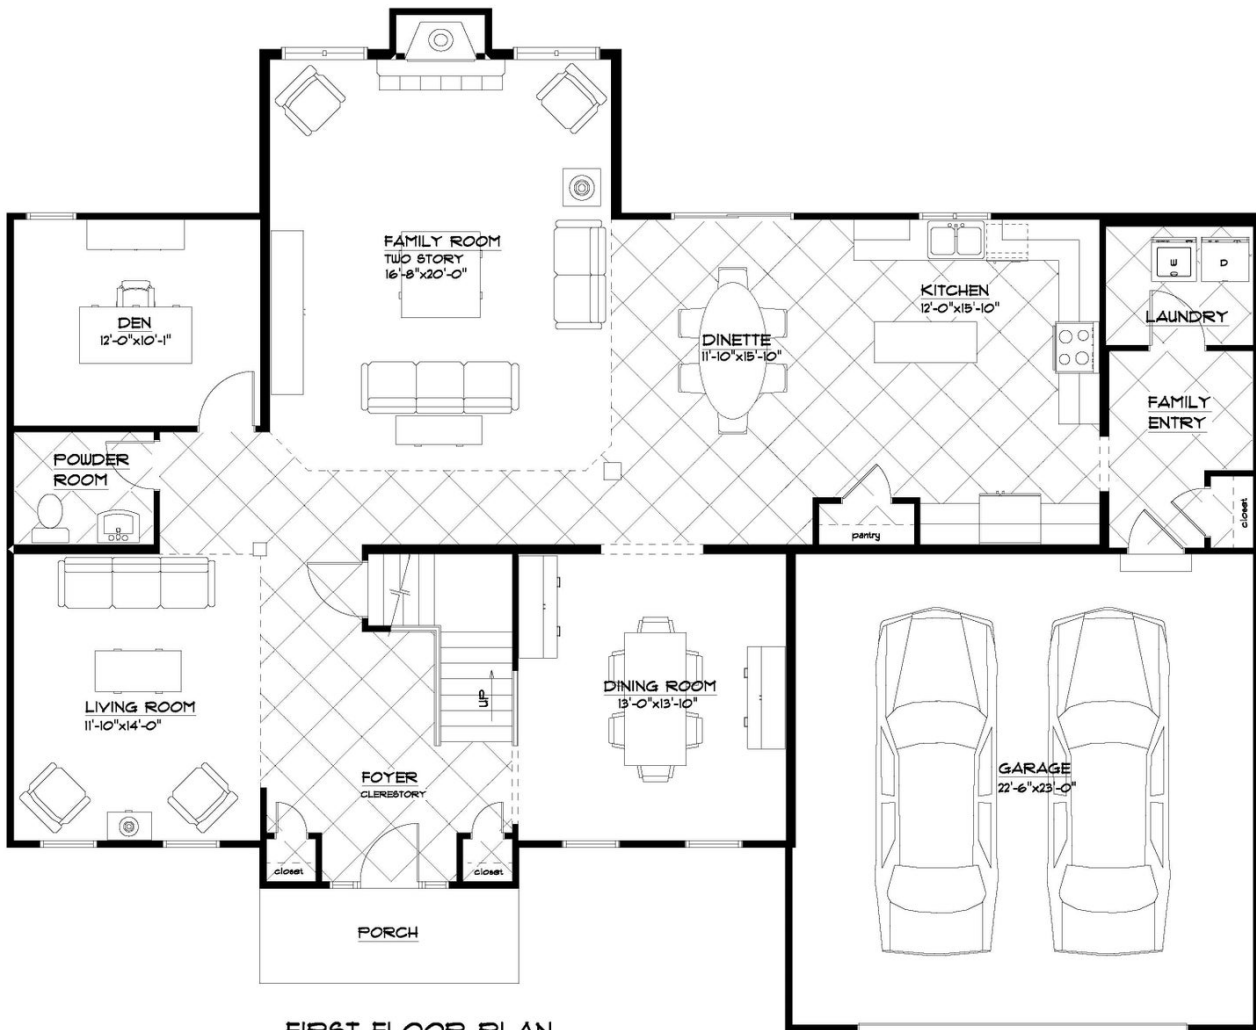 FAMILY ROOM
TWO STORY
16'-8"x20'-0"
DEN
12'-0"x10'-1"
KITCHEN
12'-0"x15'-10"
DINETTE
11'-10"x15'-10"
W
D
LAUNDRY
FAMILY
ENTRY
POWDER
ROOM
closet
pantry
LIVING ROOM
11'-10"x14'-0"
UP
DINING ROOM
13'-0"x13'-10"
FOYER
CLERESTORY
GARAGE
22'-6"x23'-0"
closet
closet
PORCH
FIRST FLOOR PLAN